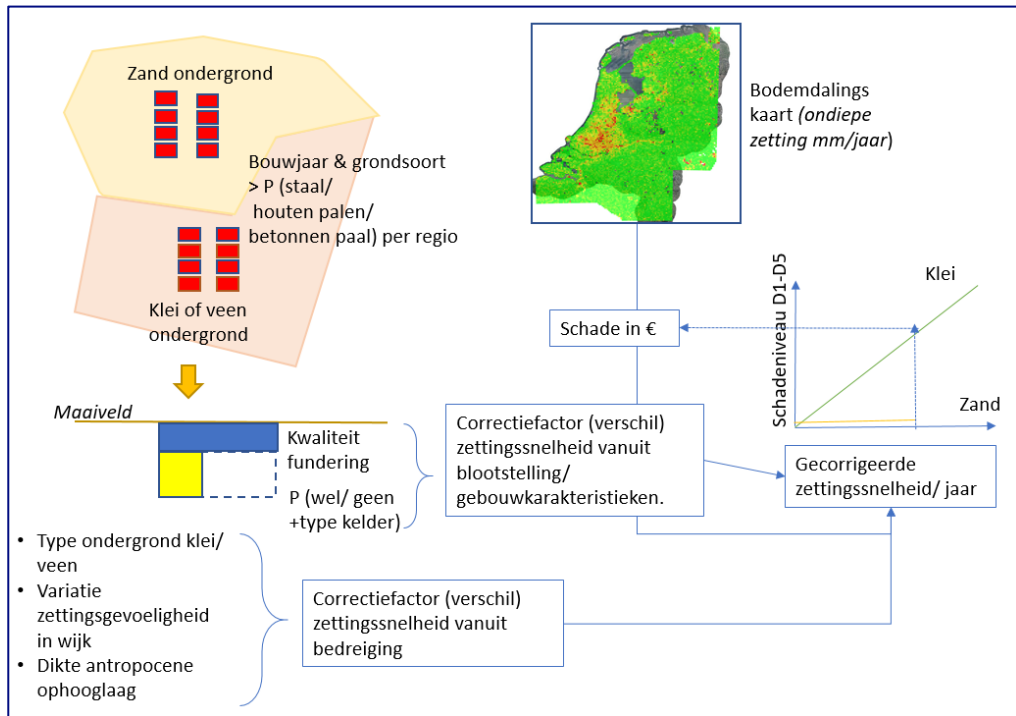 Zand ondergrond
Bouwjaar & grondsoort
> P (staal/
houten palen/
betonnen paal) per regio
Klei of veen
ondergrond
Bodemdalings
kaart (ondiepe
zetting mm/jaar)
Schade in €
Schadeniveau D1-D5
Klei
Zand
Maaiveld
Kwaliteit
fundering
P (wel/ geen
+type kelder)
Correctiefactor (verschil)
zettingssnelheid vanuit
blootstelling/
gebouwkarakteristieken.
Gecorrigeerde
zettingssnelheid/ jaar
• Type ondergrond klei/
veen
• Variatie
zettingsgevoeligheid
in wijk
• Dikte antropocene
ophooglaag
Correctiefactor (verschil)
zettingssnelheid vanuit
bedreiging